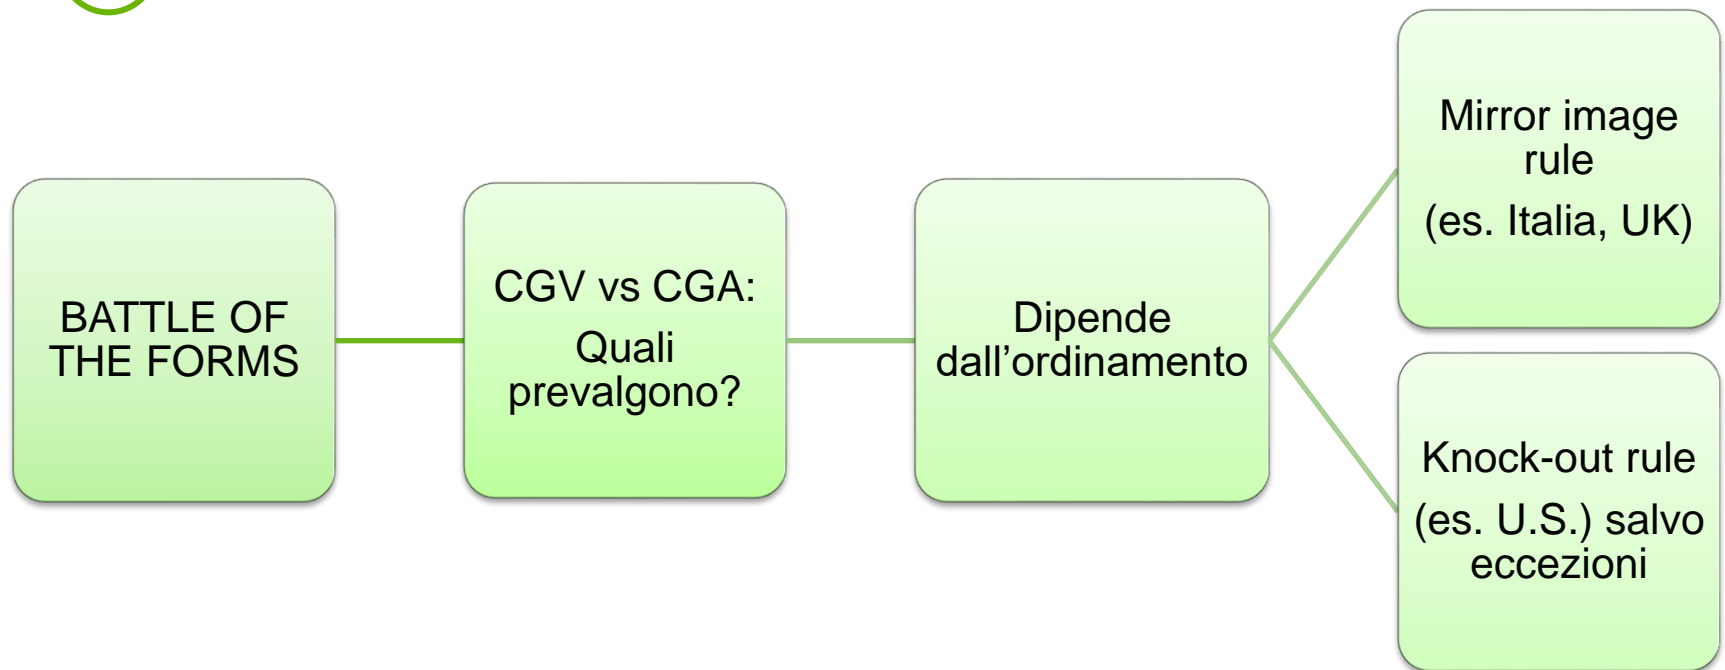 BATTLE OF
THE FORMS
CGV vs CGA:
Quali
prevalgono?
Dipende
dall’ordinamento
Mirror image
rule
(es. Italia, UK)
Knock-out rule
(es. U.S.) salvo
eccezioni